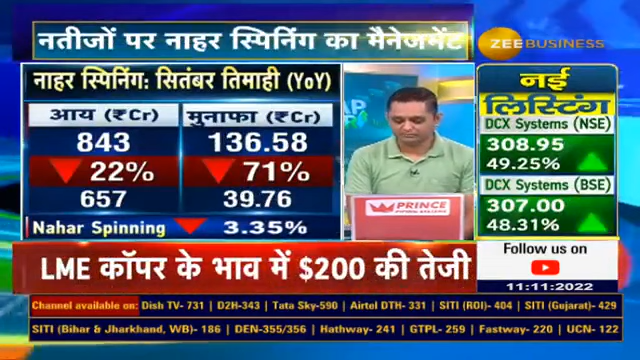 नतीजों पर नाहर स्पिनिंग का मैनेजमेंट
ZEE BUSINESS
नाहर स्पिनिंग: सितंबर तिमाही (YoY)
आय (₹Cr) मुनाफा (₹Cr)
843 136.58
22% 71%
657 39.76
Nahar Spinning 3.35%
PRINCE
नई
लिस्टिंग
DCX Systems (NSE)
308.95
49.25%
DCX Systems (BSE)
307.00
48.31%
LME कॉपर के भाव में $200 की तेजी
Follow us on
11:11:2022
Channel available on: Dish TV- 731 | D2H-343 | Tata Sky-590 | Airtel DTH- 331 | SITI (ROI)- 404 | SITI (Gujarat)- 429
SITI (Bihar & Jharkhand, WB)- 186 | DEN-355/356 | Hathway- 241 | GTPL- 259 | Fastway- 220 | UCN- 122